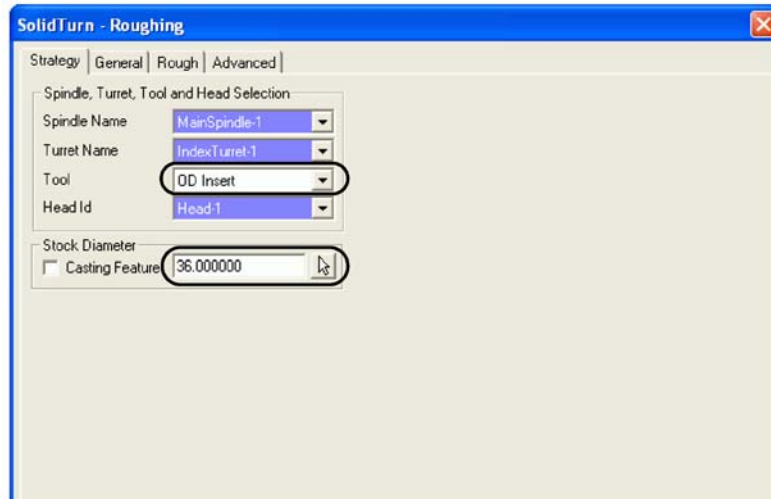 SolidTurn - Roughing
Strategy General Rough Advanced
Spindle, Turret, Tool and Head Selection
Spindle Name MainSpindle-1
Turret Name IndexTurret-1
Tool OD Insert
Head Id Head-1
Stock Diameter
Casting Feature 36.000000